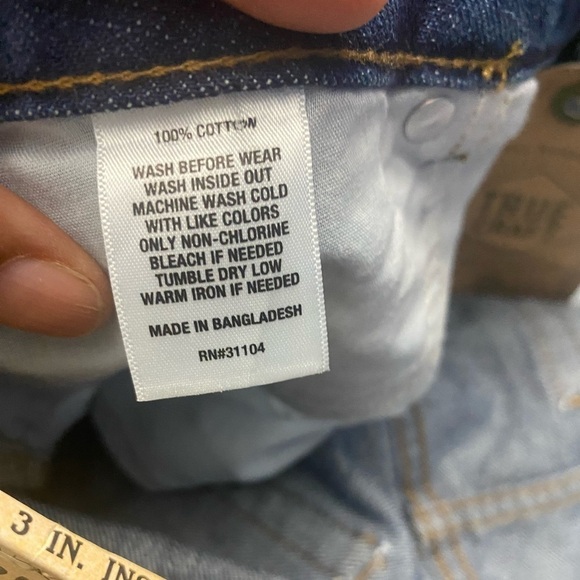 100% COTTON
WASH BEFORE WEAR
WASH INSIDE OUT
MACHINE WASH COLD
WITH LIKE COLORS
ONLY NON-CHLORINE
BLEACH IF NEEDED
TUMBLE DRY LOW
WARM IRON IF NEEDED
MADE IN BANGLADESH
RN#31104
TRUE
3 IN. INS